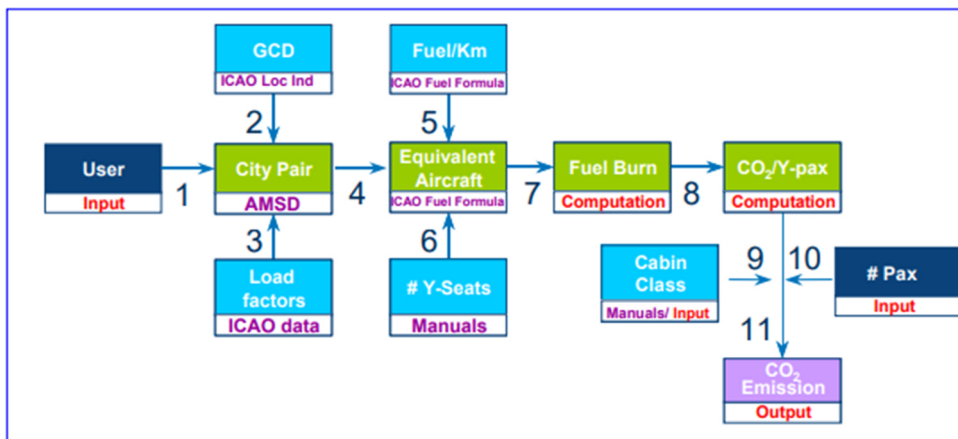 GCD
ICAO Loc Ind
Fuel/Km
ICAO Fuel Formula
2
5
User
Input
1
City Pair
AMSD
4
Equivalent
Aircraft
ICAO Fuel Formula
7
Fuel Burn
Computation
8
CO₂/Y-pax
Computation
3
6
Load
factors
ICAO data
# Y-Seats
Manuals
Cabin
Class
Manuals/ Input
9
10
# Pax
Input
11
CO₂
Emission
Output